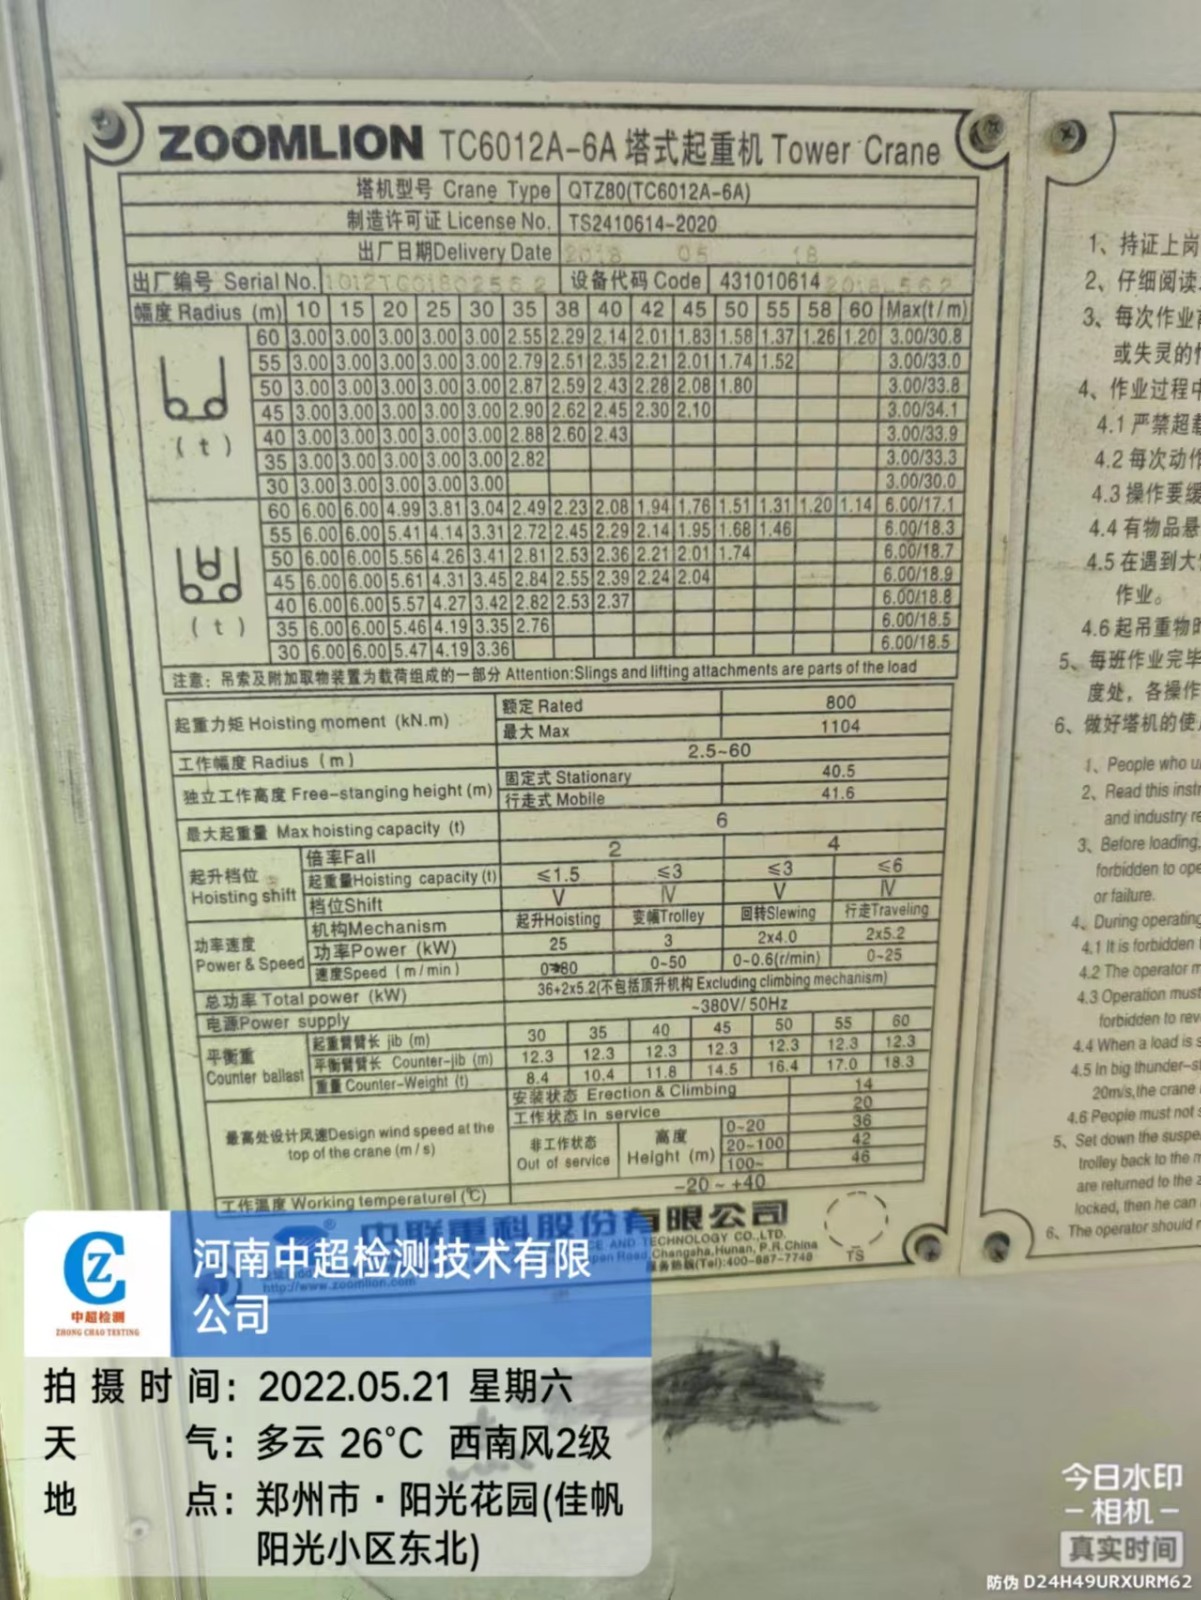 ZOOMLION TC6012A-6A 塔式起重机 Tower Crane
塔机型号 Crane Type QTZ80(TC6012A-6A)
制造许可证 License No. TS2410614-2020
出厂日期Delivery Date 2018 05 18
出厂编号 Serial No. 设备代码 Code 431010614
幅度 Radius (m) 10 15 20 25 30 35 38 40 42 45 50 55 58 60 Max(t/m)
60 3.00 3.00 3.00 3.00 3.00 2.55 2.29 2.14 2.01 1.83 1.58 1.37 1.26 1.20 3.00/30.8
55 3.00 3.00 3.00 3.00 3.00 2.79 2.51 2.35 2.21 2.01 1.74 1.52 3.00/33.0
50 3.00 3.00 3.00 3.00 3.00 2.87 2.59 2.43 2.28 2.08 1.80 3.00/33.8
45 3.00 3.00 3.00 3.00 3.00 2.90 2.62 2.45 2.30 2.10 3.00/34.1
(t) 40 3.00 3.00 3.00 3.00 3.00 2.88 2.60 2.43 3.00/33.9
35 3.00 3.00 3.00 3.00 3.00 2.82 3.00/33.3
30 3.00 3.00 3.00 3.00 3.00 3.00/30.0
60 6.00 6.00 4.99 3.81 3.04 2.49 2.23 2.08 1.94 1.76 1.51 1.31 1.20 1.14 6.00/17.1
55 6.00 6.00 5.41 4.14 3.31 2.72 2.45 2.29 2.14 1.95 1.68 1.46 6.00/18.3
50 6.00 6.00 5.56 4.26 3.41 2.81 2.53 2.36 2.21 2.01 1.74 6.00/18.7
45 6.00 6.00 5.61 4.31 3.45 2.84 2.55 2.39 2.24 2.04 6.00/18.9
40 6.00 6.00 5.57 4.27 3.42 2.82 2.53 2.37 6.00/18.8
(t) 35 6.00 6.00 5.46 4.19 3.35 2.76 6.00/18.5
30 6.00 6.00 5.47 4.19 3.36 6.00/18.5
注意：吊索及附加取物装置为载荷组成的一部分 Attention:Slings and lifting attachments are parts of the load
起重力矩 Hoisting moment (kN.m) 额定 Rated 800
最大 Max 1104
工作幅度 Radius (m) 2.5~60
独立工作高度 Free-stanging height (m) 固定式 Stationary 40.5
行走式 Mobile 41.6
最大起重量 Max hoisting capacity (t) 6
起升档位 Hoisting shift 倍率Fall 2 4
起重量Hoisting capacity (t) ≤1.5 ≤3 ≤3 ≤6
档位Shift V IV V IV
功率速度 Power & Speed 机构Mechanism 起升Hoisting 变幅Trolley 回转Slewing 行走Traveling
功率Power (kW) 25 3 2x4.0 2x5.2
速度Speed (m/min) 0~80 0~50 0~0.6(r/min) 0~25
总功率 Total power (kW) 36+2x5.2(不包括顶升机构 Excluding climbing mechanism)
电源Power supply ~380V/ 50Hz
平衡重 Counter ballast 起重臂臂长 jib (m) 30 35 40 45 50 55 60
平衡臂臂长 Counter-jib (m) 12.3 12.3 12.3 12.3 12.3 12.3 12.3
重量 Counter-Weight (t) 8.4 10.4 11.8 14.5 16.4 17.0 18.3
最高处设计风速Design wind speed at the top of the crane (m/s) 安装状态 Erection & Climbing 14
工作状态 In service 20
非工作状态 Out of service 高度 Height (m) 0~20 36
20~100 42
100~ 46
工作温度 Working temperaturel (℃) -20 ~ +40
中联重科股份有限公司
AND TECHNOLOGY CO.,LTD.
Road, Changsha, Hunan, P.R.China
服务热线(Tel):400-887-7748
http://www.zoomlion.com
TS
1、持证上岗
2、仔细阅读
3、每次作业
或失灵的
4、作业过程中
4.1 严禁超载
4.2 每次动作
4.3 操作要缓
4.4 有物品悬
4.5 在遇到大
作业。
4.6 起吊重物时
5、每班作业完毕
度处，各操作
6、做好塔机的使
1、People who
2、Read this instr
and industry re
3、Before loading,
forbidden to ope
or failure.
4、During operating
4.1 It is forbidden
4.2 The operator m
4.3 Operation must
forbidden to rev
4.4 When a load is s
4.5 In big thunder-st
20m/s,the crane
4.6 People must not s
5、Set down the suspe
trolley back to the m
are returned to the z
locked, then he can
6、The operator should
CZ
中超检测
ZHONG CHAO TESTING
河南中超检测技术有限
公司
拍摄时间：2022.05.21 星期六
天气：多云 26°C 西南风2级
地点：郑州市·阳光花园(佳帆
阳光小区东北)
今日水印
-相机-
真实时间
防伪 D24H49URXURM62